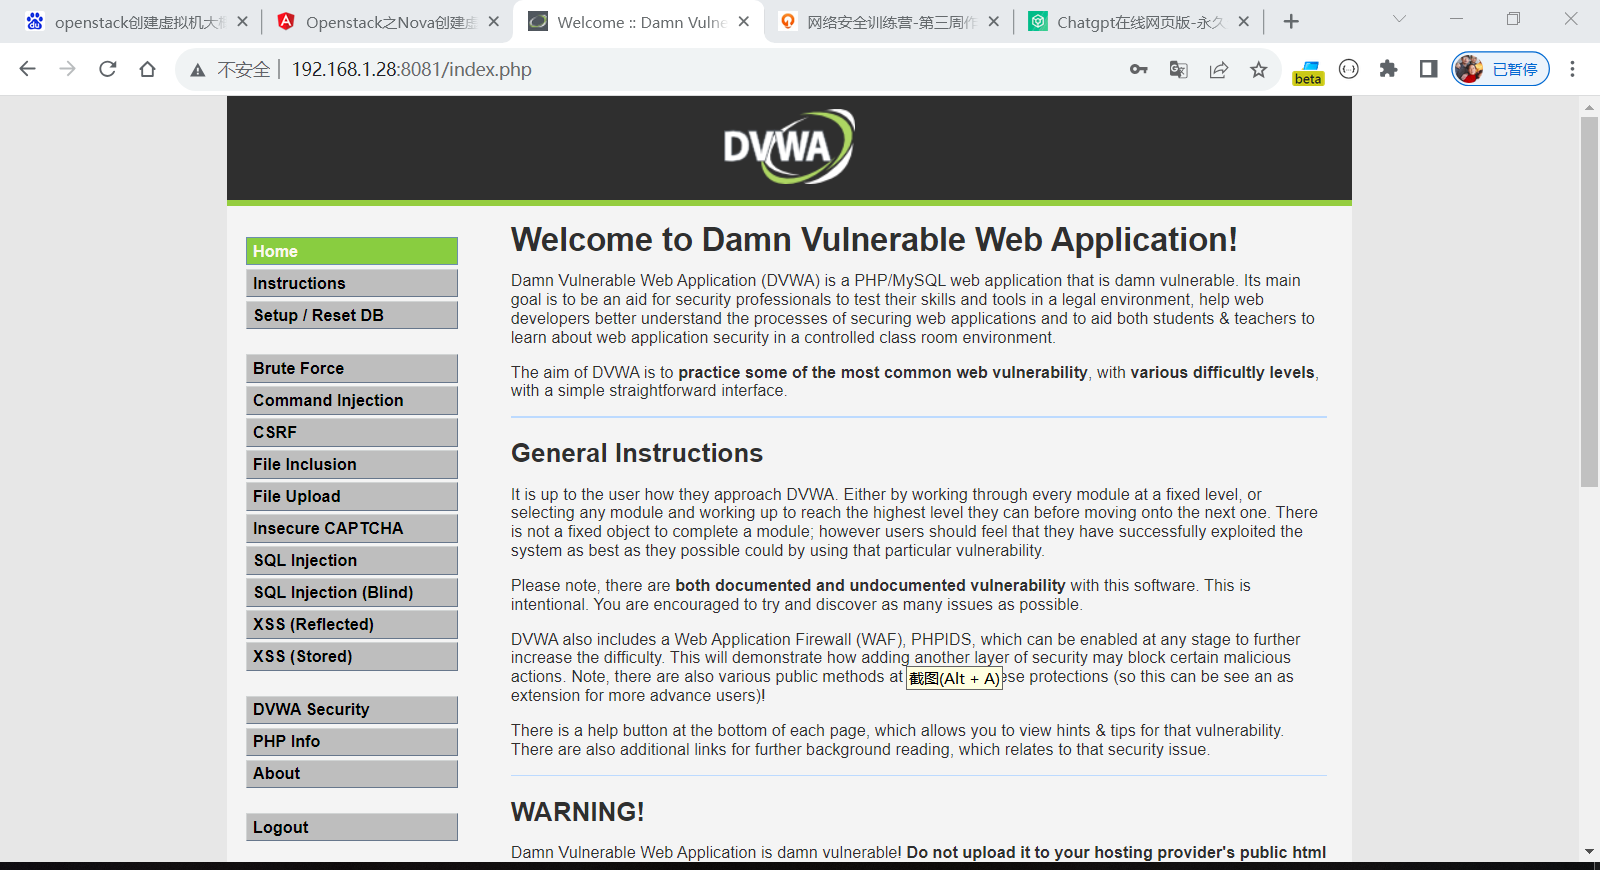 openstack创建虚拟机大
Openstack之Nova创建虚
Welcome :: Damn Vulne
网络安全训练营-第三周作
Chatgpt在线网页版-永久
不安全 192.168.1.28:8081/index.php
beta
已暂停
DVWA
Home
Instructions
Setup / Reset DB
Brute Force
Command Injection
CSRF
File Inclusion
File Upload
Insecure CAPTCHA
SQL Injection
SQL Injection (Blind)
XSS (Reflected)
XSS (Stored)
DVWA Security
PHP Info
About
Logout
Welcome to Damn Vulnerable Web Application!
Damn Vulnerable Web Application (DVWA) is a PHP/MySQL web application that is damn vulnerable. Its main
goal is to be an aid for security professionals to test their skills and tools in a legal environment, help web
developers better understand the processes of securing web applications and to aid both students & teachers to
learn about web application security in a controlled class room environment.
The aim of DVWA is to practice some of the most common web vulnerability, with various difficultly levels,
with a simple straightforward interface.
General Instructions
It is up to the user how they approach DVWA. Either by working through every module at a fixed level, or
selecting any module and working up to reach the highest level they can before moving onto the next one. There
is not a fixed object to complete a module; however users should feel that they have successfully exploited the
system as best as they possible could by using that particular vulnerability.
Please note, there are both documented and undocumented vulnerability with this software. This is
intentional. You are encouraged to try and discover as many issues as possible.
DVWA also includes a Web Application Firewall (WAF), PHPIDS, which can be enabled at any stage to further
increase the difficulty. This will demonstrate how adding another layer of security may block certain malicious
actions. Note, there are also various public methods at 截图(Alt + A) ese protections (so this can be see an as
extension for more advance users)!
There is a help button at the bottom of each page, which allows you to view hints & tips for that vulnerability.
There are also additional links for further background reading, which relates to that security issue.
WARNING!
Damn Vulnerable Web Application is damn vulnerable! Do not upload it to your hosting provider's public html